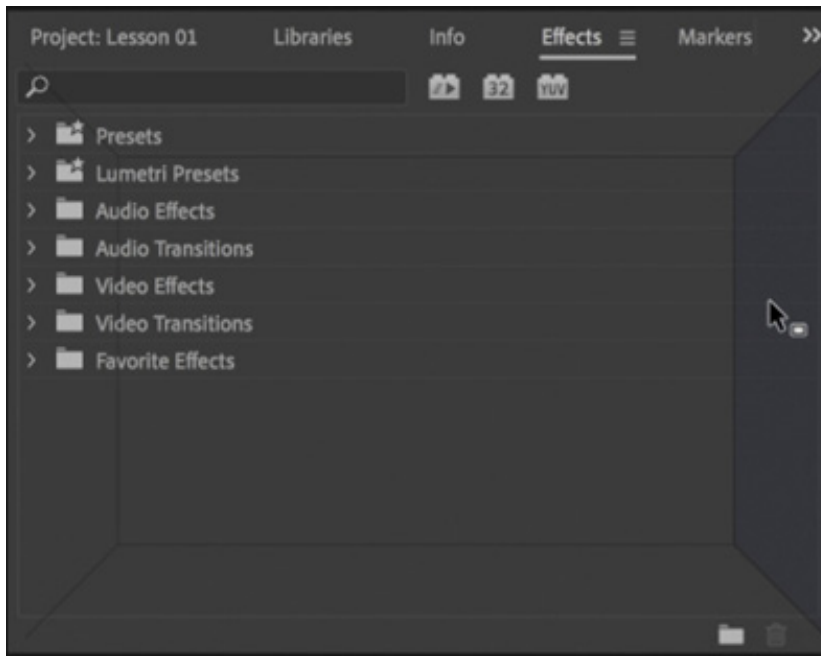 Project: Lesson 01 Libraries Info Effects Markers
32 YUV
Presets
Lumetri Presets
Audio Effects
Audio Transitions
Video Effects
Video Transitions
Favorite Effects